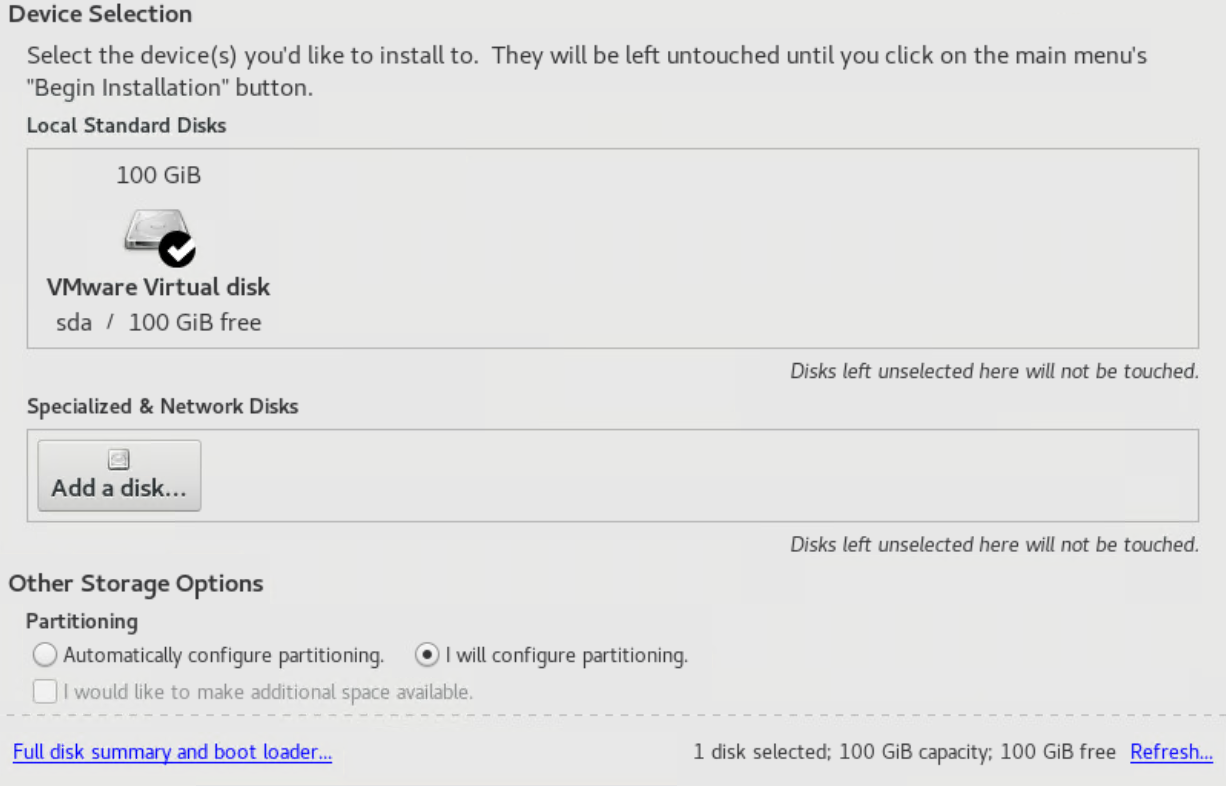 Device Selection
Select the device(s) you'd like to install to.  They will be left untouched until you click on the main menu's
"Begin Installation" button.
Local Standard Disks
100 GiB
VMware Virtual disk
sda / 100 GiB free
Disks left unselected here will not be touched.
Specialized & Network Disks
Add a disk...
Disks left unselected here will not be touched.
Other Storage Options
Partitioning
Automatically configure partitioning. I will configure partitioning.
I would like to make additional space available.
Full disk summary and boot loader... 1 disk selected; 100 GiB capacity; 100 GiB free Refresh...